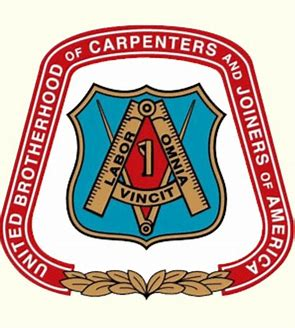 UNITED BROTHERHOOD OF CARPENTERS AND JOINERS OF AMERICA
LABOR
OMNIA
VINCIT
1